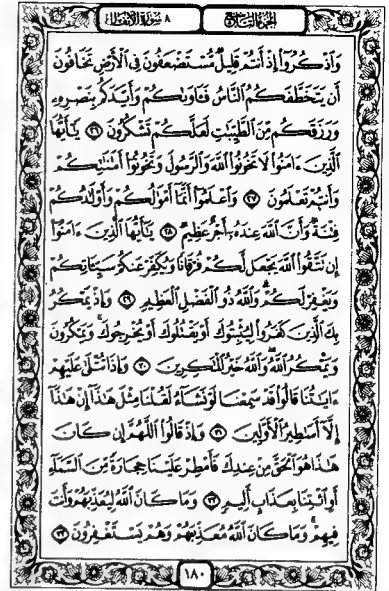 الجزء التاسع
٨ سورة الأنفال
وَٱذْكُرُوٓا۟ إِذْ أَنتُمْ قَلِيلٌ مُّسْتَضْعَفُونَ فِى ٱلْأَرْضِ تَخَافُونَ
أَن يَتَخَطَّفَكُمُ ٱلنَّاسُ فَـَٔاوَىٰكُمْ وَأَيَّدَكُم بِنَصْرِهِۦ
وَرَزَقَكُم مِّنَ ٱلطَّيِّبَـٰتِ لَعَلَّكُمْ تَشْكُرُونَ ۝٢٦ يَـٰٓأَيُّهَا
ٱلَّذِينَ ءَامَنُوا۟ لَا تَخُونُوا۟ ٱللَّهَ وَٱلرَّسُولَ وَتَخُونُوٓا۟ أَمَـٰنَـٰتِكُمْ
وَأَنتُمْ تَعْلَمُونَ ۝٢٧ وَٱعْلَمُوٓا۟ أَنَّمَآ أَمْوَٰلُكُمْ وَأَوْلَـٰدُكُمْ
فِتْنَةٌ وَأَنَّ ٱللَّهَ عِندَهُۥٓ أَجْرٌ عَظِيمٌ ۝٢٨ يَـٰٓأَيُّهَا ٱلَّذِينَ ءَامَنُوٓا۟
إِن تَتَّقُوا۟ ٱللَّهَ يَجْعَل لَّكُمْ فُرْقَانًا وَيُكَفِّرْ عَنكُمْ سَيِّـَٔاتِكُمْ
وَيَغْفِرْ لَكُمْ ۗ وَٱللَّهُ ذُو ٱلْفَضْلِ ٱلْعَظِيمِ ۝٢٩ وَإِذْ يَمْكُرُ
بِكَ ٱلَّذِينَ كَفَرُوا۟ لِيُثْبِتُوكَ أَوْ يَقْتُلُوكَ أَوْ يُخْرِجُوكَ ۚ وَيَمْكُرُونَ
وَيَمْكُرُ ٱللَّهُ ۖ وَٱللَّهُ خَيْرُ ٱلْمَـٰكِرِينَ ۝٣٠ وَإِذَا تُتْلَىٰ عَلَيْهِمْ
ءَايَـٰتُنَا قَالُوا۟ قَدْ سَمِعْنَا لَوْ نَشَآءُ لَقُلْنَا مِثْلَ هَـٰذَآ ۙ إِنْ هَـٰذَآ
إِلَّآ أَسَـٰطِيرُ ٱلْأَوَّلِينَ ۝٣١ وَإِذْ قَالُوا۟ ٱللَّهُمَّ إِن كَانَ
هَـٰذَا هُوَ ٱلْحَقَّ مِنْ عِندِكَ فَأَمْطِرْ عَلَيْنَا حِجَارَةً مِّنَ ٱلسَّمَآءِ
أَوِ ٱئْتِنَا بِعَذَابٍ أَلِيمٍ ۝٣٢ وَمَا كَانَ ٱللَّهُ لِيُعَذِّبَهُمْ وَأَنتَ
فِيهِمْ ۚ وَمَا كَانَ ٱللَّهُ مُعَذِّبَهُمْ وَهُمْ يَسْتَغْفِرُونَ ۝٣٣
١٨٠